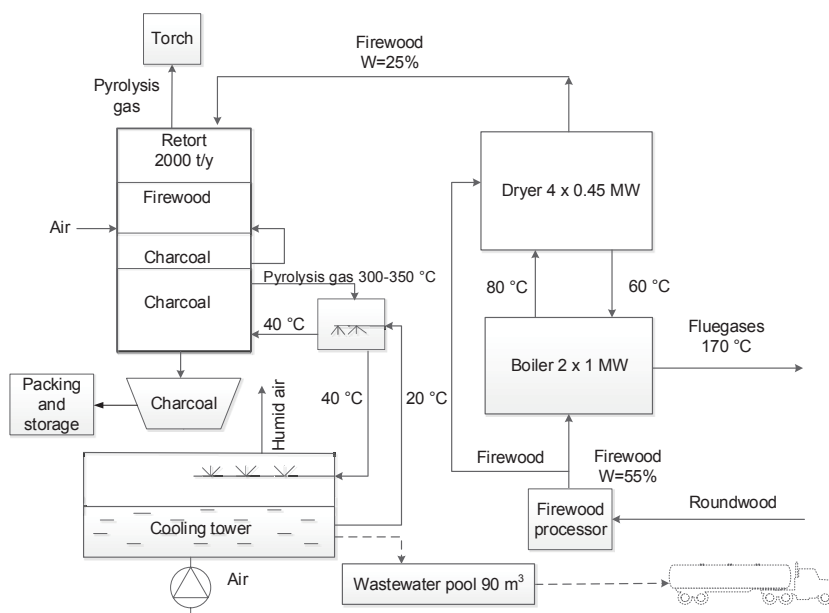 Torch
Firewood
W=25%
Pyrolysis
gas
Retort
2000 t/y
Firewood
Air
Charcoal
Charcoal
Dryer 4 x 0.45 MW
Pyrolysis gas 300-350 °C
80 °C
60 °C
40 °C
Fluegases
170 °C
Boiler 2 x 1 MW
Packing
and
storage
Charcoal
Humid air
40 °C
20 °C
Firewood
Firewood
W=55%
Firewood
processor
Roundwood
Cooling tower
Air
Wastewater pool 90 m³